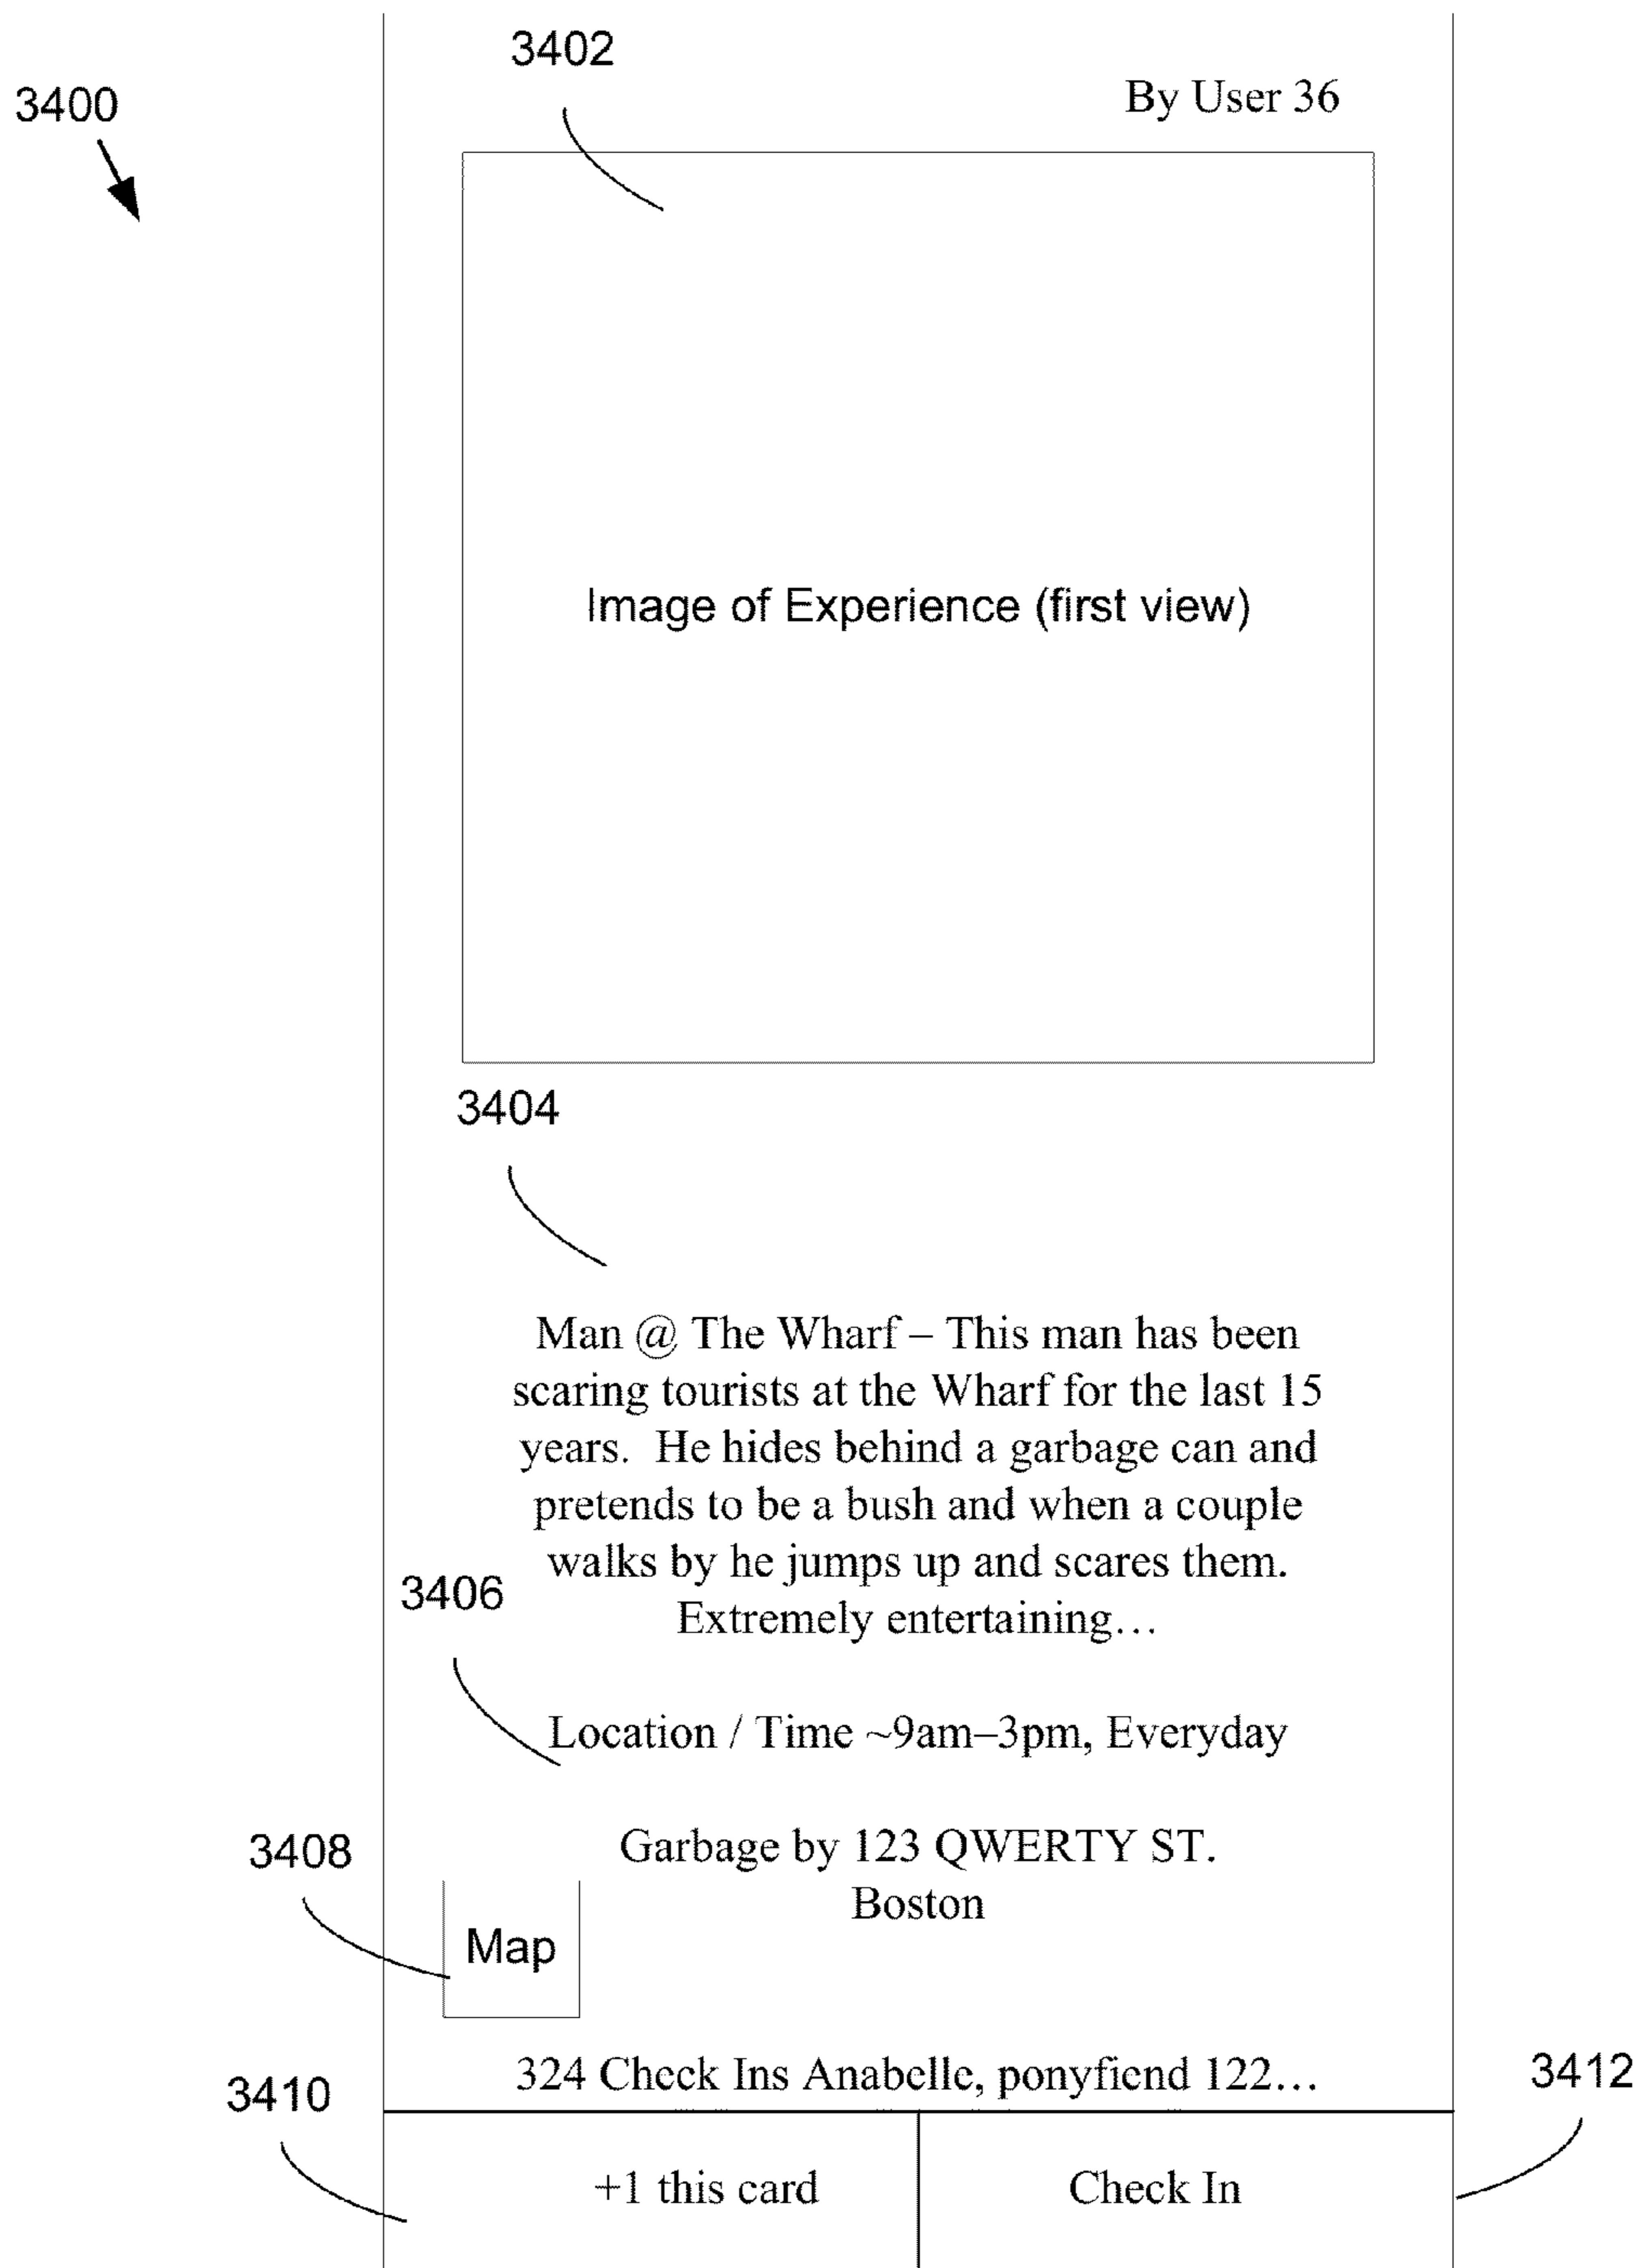 3402
By User 36
3400
Image of Experience (first view)
3404
Man @ The Wharf – This man has been
scaring tourists at the Wharf for the last 15
years.  He hides behind a garbage can and
pretends to be a bush and when a couple
walks by he jumps up and scares them.
3406
Extremely entertaining…
Location / Time ~9am–3pm, Everyday
3408
Garbage by 123 QWERTY ST.
Boston
Map
324 Check Ins Anabelle, ponyfiend 122…
3410
3412
+1 this card
Check In